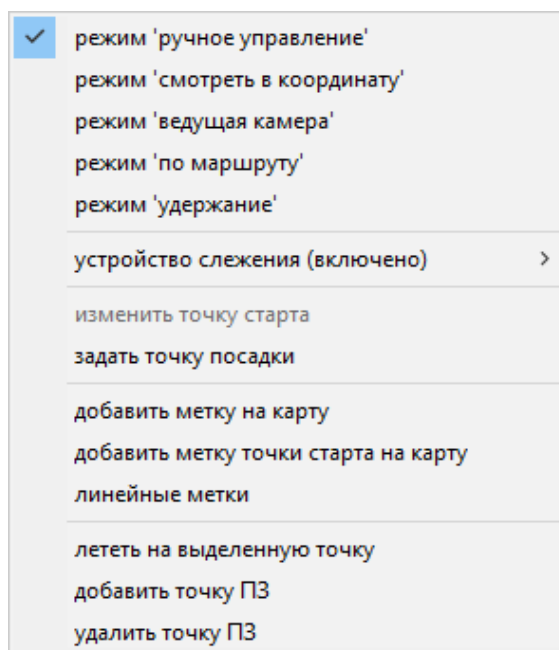 режим 'ручное управление'
режим 'смотреть в координату'
режим 'ведущая камера'
режим 'по маршруту'
режим 'удержание'
устройство слежения (включено)
изменить точку старта
задать точку посадки
добавить метку на карту
добавить метку точки старта на карту
линейные метки
лететь на выделенную точку
добавить точку ПЗ
удалить точку ПЗ